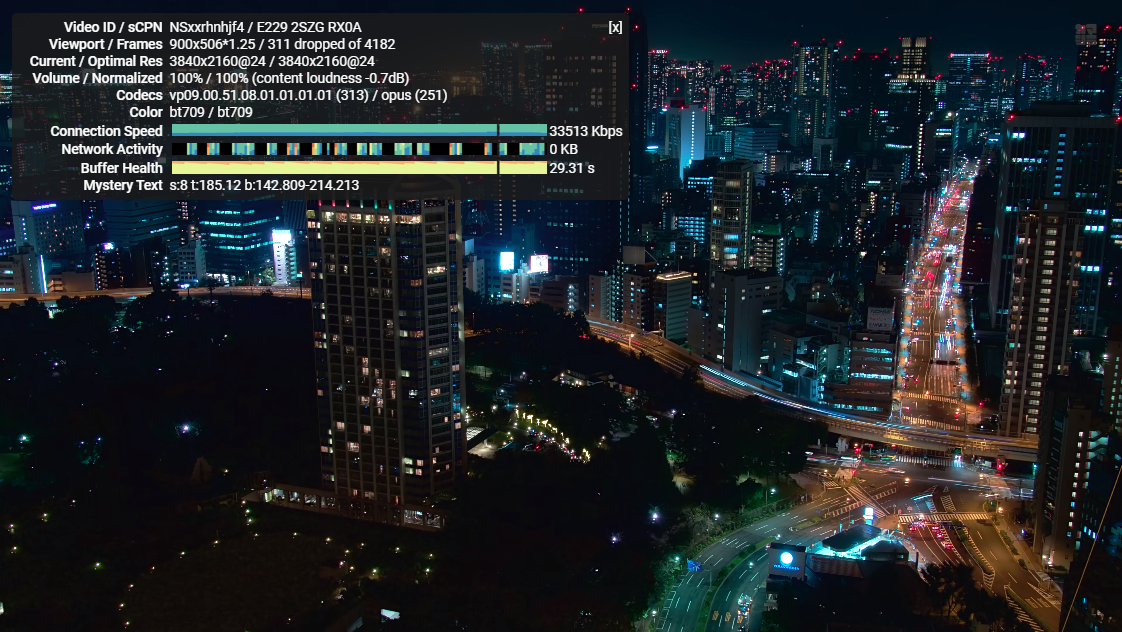 Video ID / sCPN NSxxrhnhjf4 / E229 2SZG RX0A
[x]
Viewport / Frames 900x506*1.25 / 311 dropped of 4182
Current / Optimal Res 3840x2160@24 / 3840x2160@24
Volume / Normalized 100% / 100% (content loudness -0.7dB)
Codecs vp09.00.51.08.01.01.01.01 (313) / opus (251)
Color bt709 / bt709
Connection Speed 33513 Kbps
Network Activity 0 KB
Buffer Health 29.31 s
Mystery Text s:8 t:185.12 b:142.809-214.213